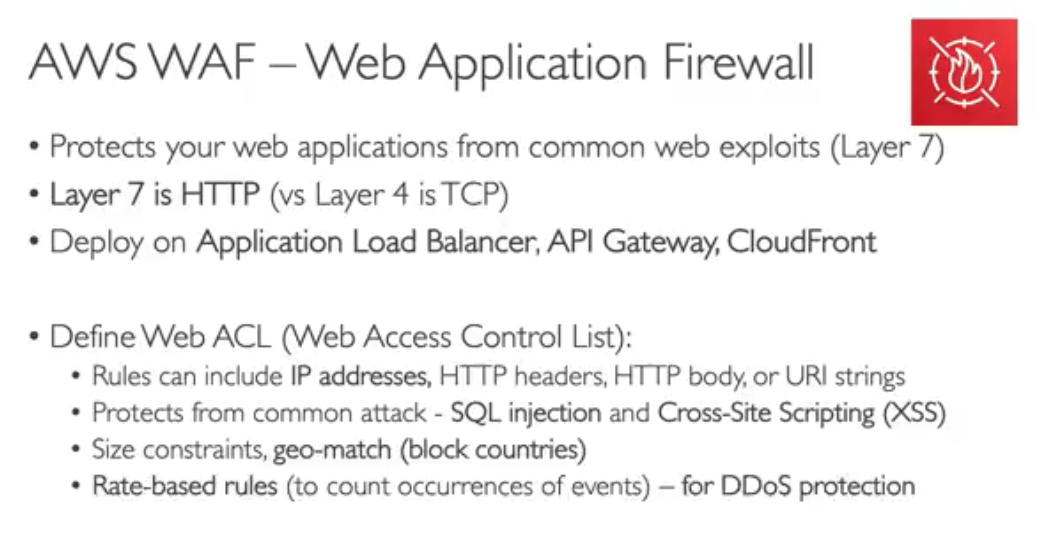 AWS WAF – Web Application Firewall
• Protects your web applications from common web exploits (Layer 7)
• Layer 7 is HTTP (vs Layer 4 is TCP)
• Deploy on Application Load Balancer, API Gateway, CloudFront
• Define Web ACL (Web Access Control List):
• Rules can include IP addresses, HTTP headers, HTTP body, or URI strings
• Protects from common attack - SQL injection and Cross-Site Scripting (XSS)
• Size constraints, geo-match (block countries)
• Rate-based rules (to count occurrences of events) – for DDoS protection